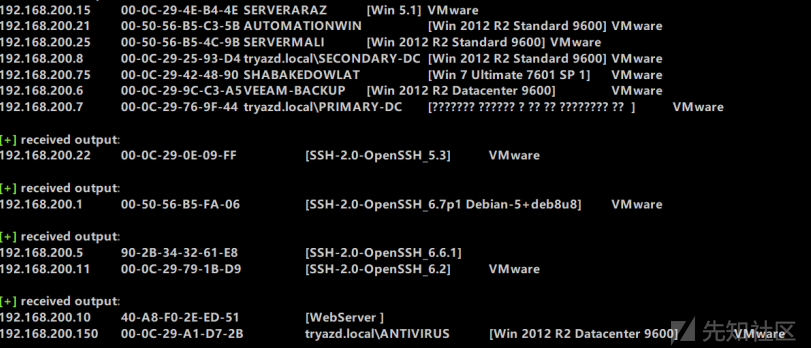 192.168.200.15 00-0C-29-4E-B4-4E SERVERARAZ [Win 5.1] VMware
192.168.200.21 00-50-56-B5-C3-5B AUTOMATIONWIN [Win 2012 R2 Standard 9600] VMware
192.168.200.25 00-50-56-B5-4C-9B SERVERMALI [Win 2012 R2 Standard 9600] VMware
192.168.200.8 00-0C-29-25-93-D4 tryazd.local\SECONDARY-DC [Win 2012 R2 Standard 9600] VMware
192.168.200.75 00-0C-29-42-48-90 SHABAKEDOWLAT [Win 7 Ultimate 7601 SP 1] VMware
192.168.200.6 00-0C-29-9C-C3-A5 VEEAM-BACKUP [Win 2012 R2 Datacenter 9600] VMware
192.168.200.7 00-0C-29-76-9F-44 tryazd.local\PRIMARY-DC [??????? ?????? ? ?? ?? ???????? ?? ] VMware
[+] received output:
192.168.200.22 00-0C-29-0E-09-FF [SSH-2.0-OpenSSH_5.3] VMware
[+] received output:
192.168.200.1 00-50-56-B5-FA-06 [SSH-2.0-OpenSSH_6.7p1 Debian-5+deb8u8] VMware
[+] received output:
192.168.200.5 90-2B-34-32-61-E8 [SSH-2.0-OpenSSH_6.6.1]
192.168.200.11 00-0C-29-79-1B-D9 [SSH-2.0-OpenSSH_6.2] VMware
[+] received output:
192.168.200.10 40-A8-F0-2E-ED-51 [WebServer ]
192.168.200.150 00-0C-29-A1-D7-2B tryazd.local\ANTIVIRUS [Win 2012 R2 Datacenter 9600] VMware
先知社区